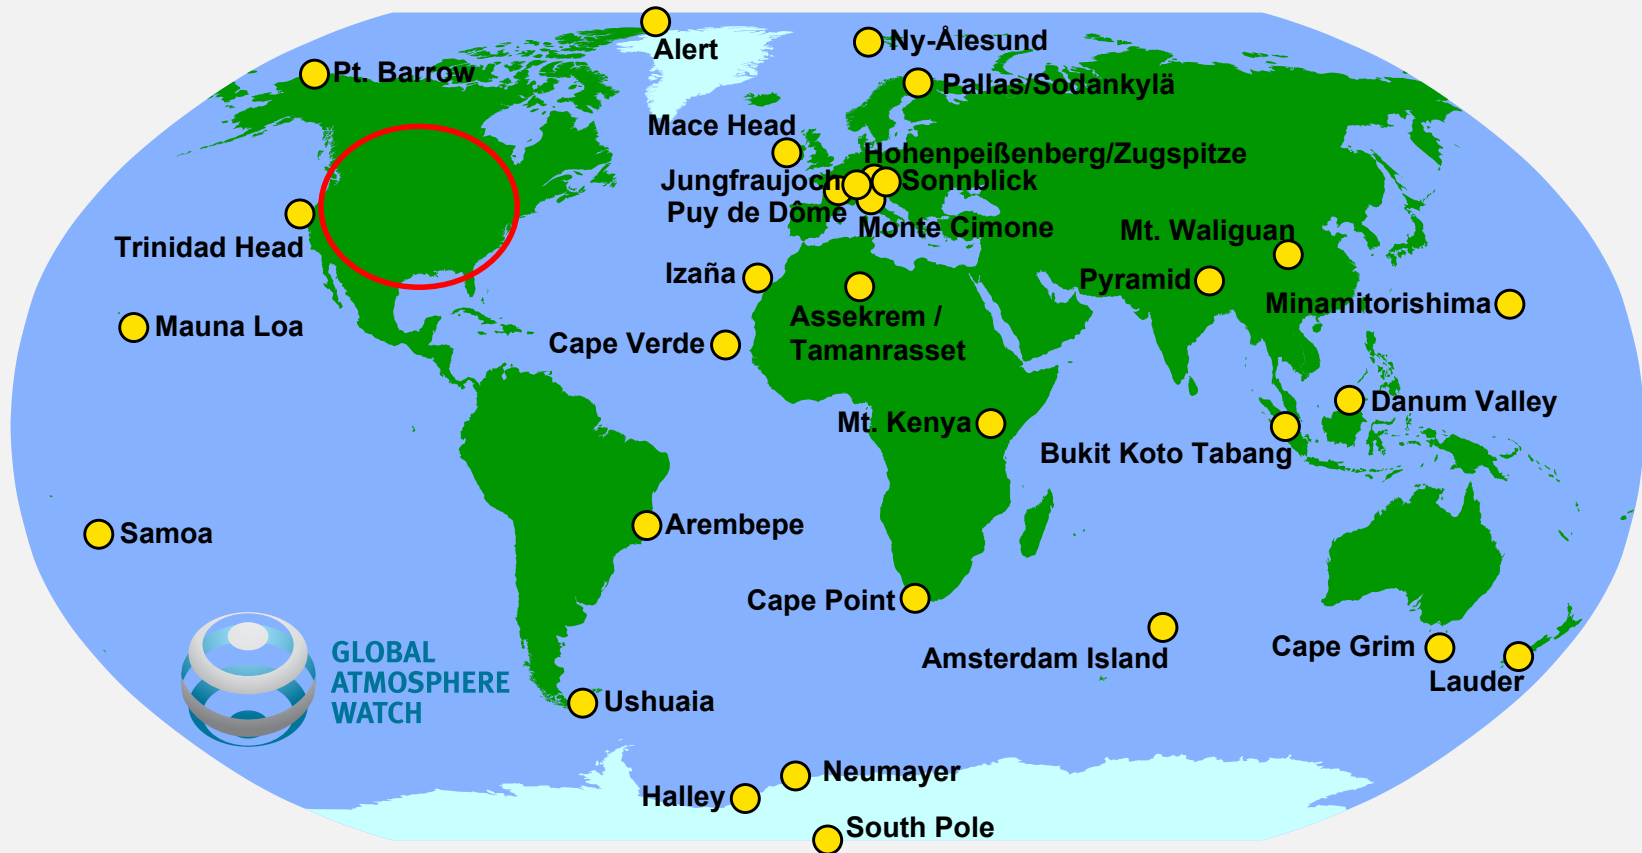 Alert
Ny-Ålesund
Pt. Barrow
Pallas/Sodankylä
Mace Head
Hohenpeißenberg/Zugspitze
Jungfraujoch
Sonnblick
Puy de Dôme
Monte Cimone
Trinidad Head
Mt. Waliguan
Izaña
Pyramid
Minamitorishima
Mauna Loa
Assekrem /
Tamanrasset
Cape Verde
Danum Valley
Mt. Kenya
Bukit Koto Tabang
Samoa
Arembepe
Cape Point
Amsterdam Island
Cape Grim
Lauder
GLOBAL
ATMOSPHERE
WATCH
Ushuaia
Neumayer
Halley
South Pole